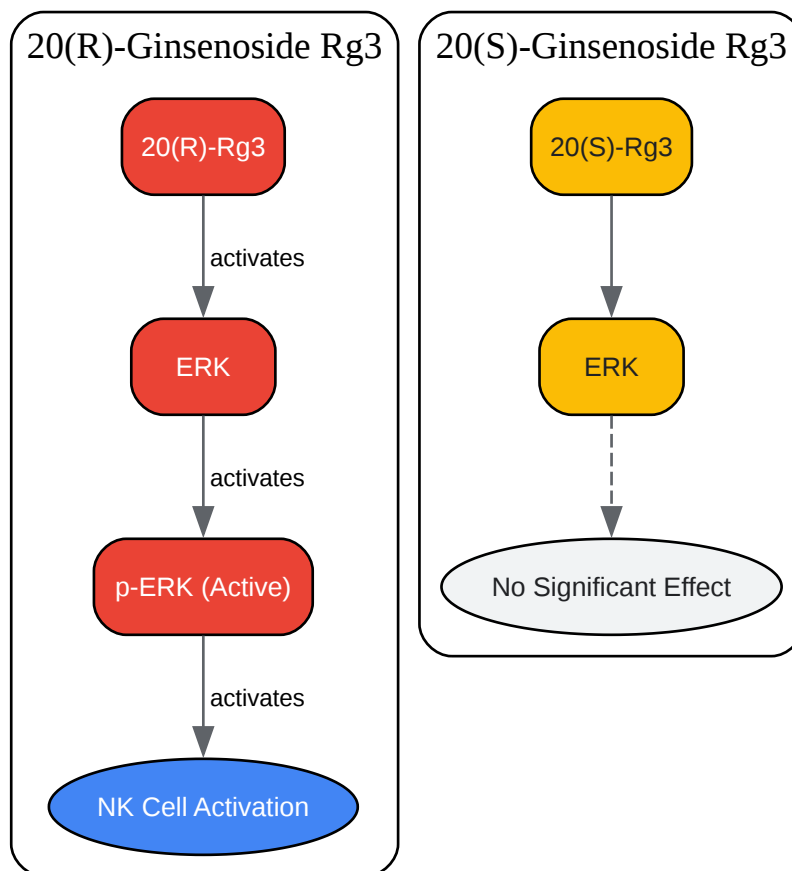 20(R)-Ginsenoside Rg3
20(R)-Rg3
activates
ERK
activates
p-ERK (Active)
activates
NK Cell Activation
20(S)-Ginsenoside Rg3
20(S)-Rg3
ERK
No Significant Effect